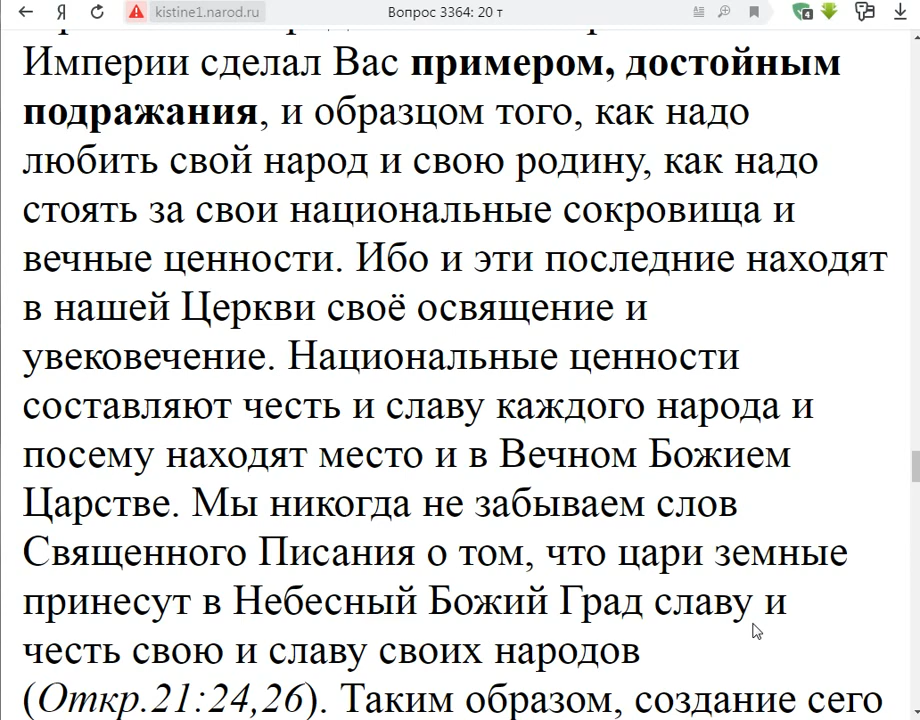 kistine1.narod.ru
Вопрос 3364: 20 т
4
Империи сделал Вас примером, достойным
подражания, и образцом того, как надо
любить свой народ и свою родину, как надо
стоять за свои национальные сокровища и
вечные ценности. Ибо и эти последние находят
в нашей Церкви своё освящение и
увековечение. Национальные ценности
составляют честь и славу каждого народа и
посему находят место и в Вечном Божием
Царстве. Мы никогда не забываем слов
Священного Писания о том, что цари земные
принесут в Небесный Божий Град славу и
честь свою и славу своих народов
(Откр.21:24,26). Таким образом, создание сего